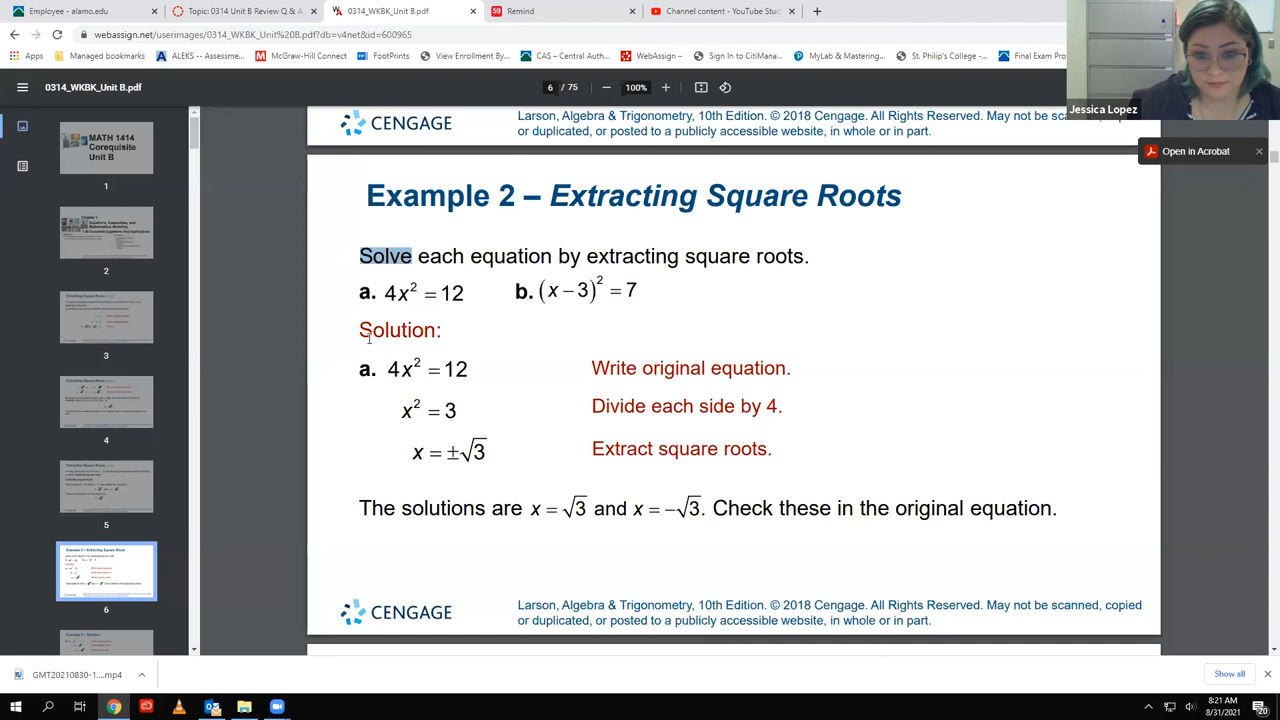 Employee - alamo.edu
Topic: 0314 Unit B Review Q & A
0314_WKBK_Unit B.pdf
59 Remind
Channel content - YouTube Stu
webassign.net/userimages/0314_WKBK_Unit%20B.pdf?db=v4net&id=600965
Apps
Managed bookmarks
ALEKS -- Assessme...
McGraw-Hill Connect
FootPrints
View Enrollment By...
CAS – Central Auth...
WebAssign –
Sign In to CitiMana...
MyLab & Mastering...
St. Philip's College -...
Final Exam Pro
0314_WKBK_Unit B.pdf
6 / 75
100%
Jessica Lopez
Open in Acrobat
MATH 1414
Corequisite
Unit B
1
2
3
4
5
6
CENGAGE
Larson, Algebra & Trigonometry, 10th Edition. © 2018 Cengage. All Rights Reserved. May not be
or duplicated, or posted to a publicly accessible website, in whole or in part.
Example 2 – Extracting Square Roots
Solve each equation by extracting square roots.
a. 4x² = 12 b. (x – 3)² = 7
Solution:
a. 4x² = 12 Write original equation.
x² = 3 Divide each side by 4.
x = ±√3 Extract square roots.
The solutions are x = √3 and x = –√3. Check these in the original equation.
CENGAGE
Larson, Algebra & Trigonometry, 10th Edition. © 2018 Cengage. All Rights Reserved. May not be scanned, copied
or duplicated, or posted to a publicly accessible website, in whole or in part.
GMT20210830-1....mp4
Show all
8:21 AM
8/31/2021
20